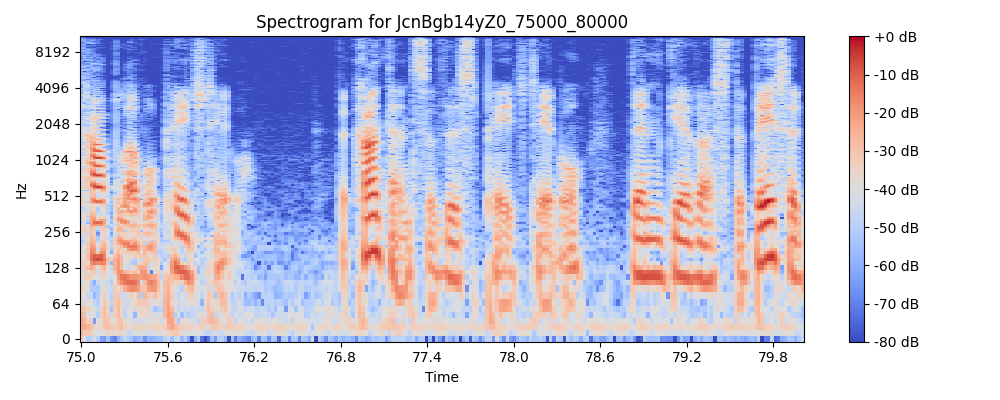 Spectrogram for JcnBgb14yZ0_75000_80000
+0 dB
8192
-10 dB
4096
-20 dB
2048
-30 dB
1024
-40 dB
Hz
512
-50 dB
256
-60 dB
128
-70 dB
64
0
-80 dB
75.0 75.6 76.2 76.8 77.4 78.0 78.6 79.2 79.8
Time